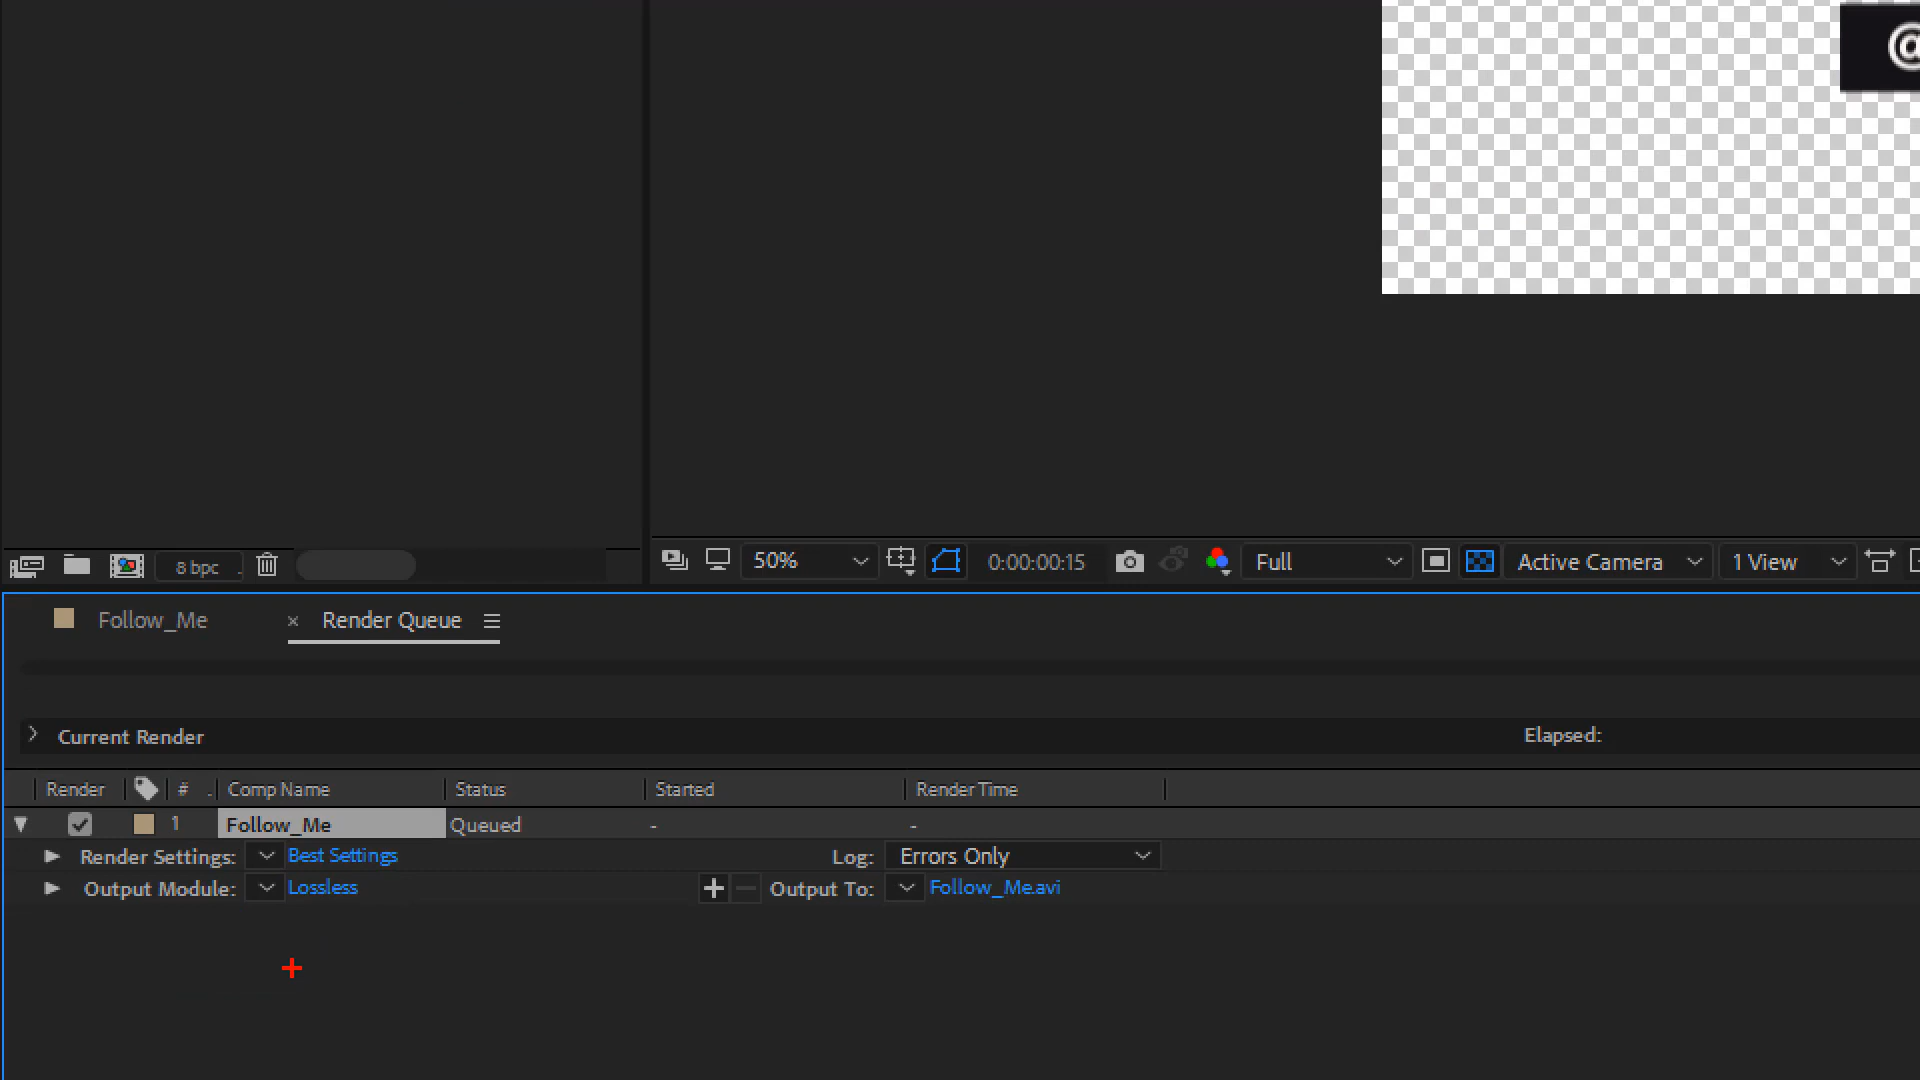 @
8 bpc
50%
0:00:00:15
Full
Active Camera
1 View
Follow_Me
× Render Queue
Current Render
Elapsed:
Render # Comp Name Status Started Render Time
1 Follow_Me Queued - -
Render Settings: Best Settings Log: Errors Only
Output Module: Lossless + - Output To: Follow_Me.avi